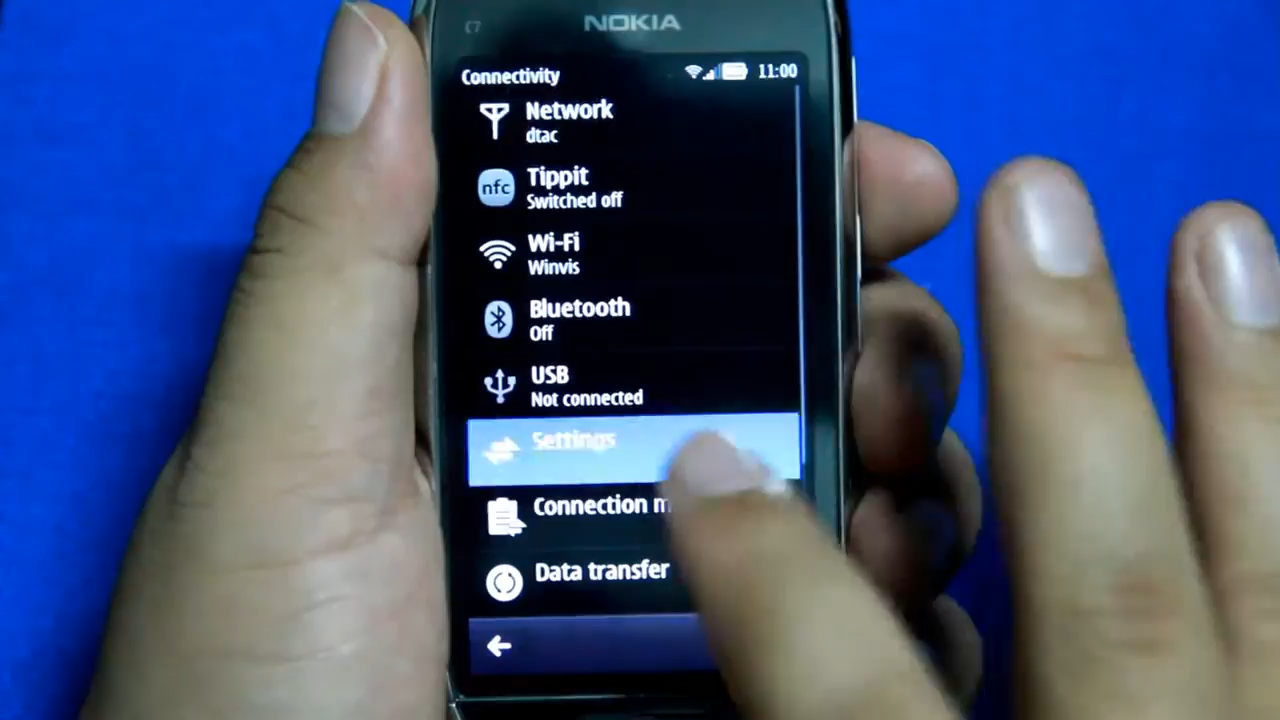 C7
NOKIA
Connectivity
11:00
Network
dtac
nfc
Tippit
Switched off
Wi-Fi
Winvis
Bluetooth
Off
USB
Not connected
Settings
Connection m
Data transfer